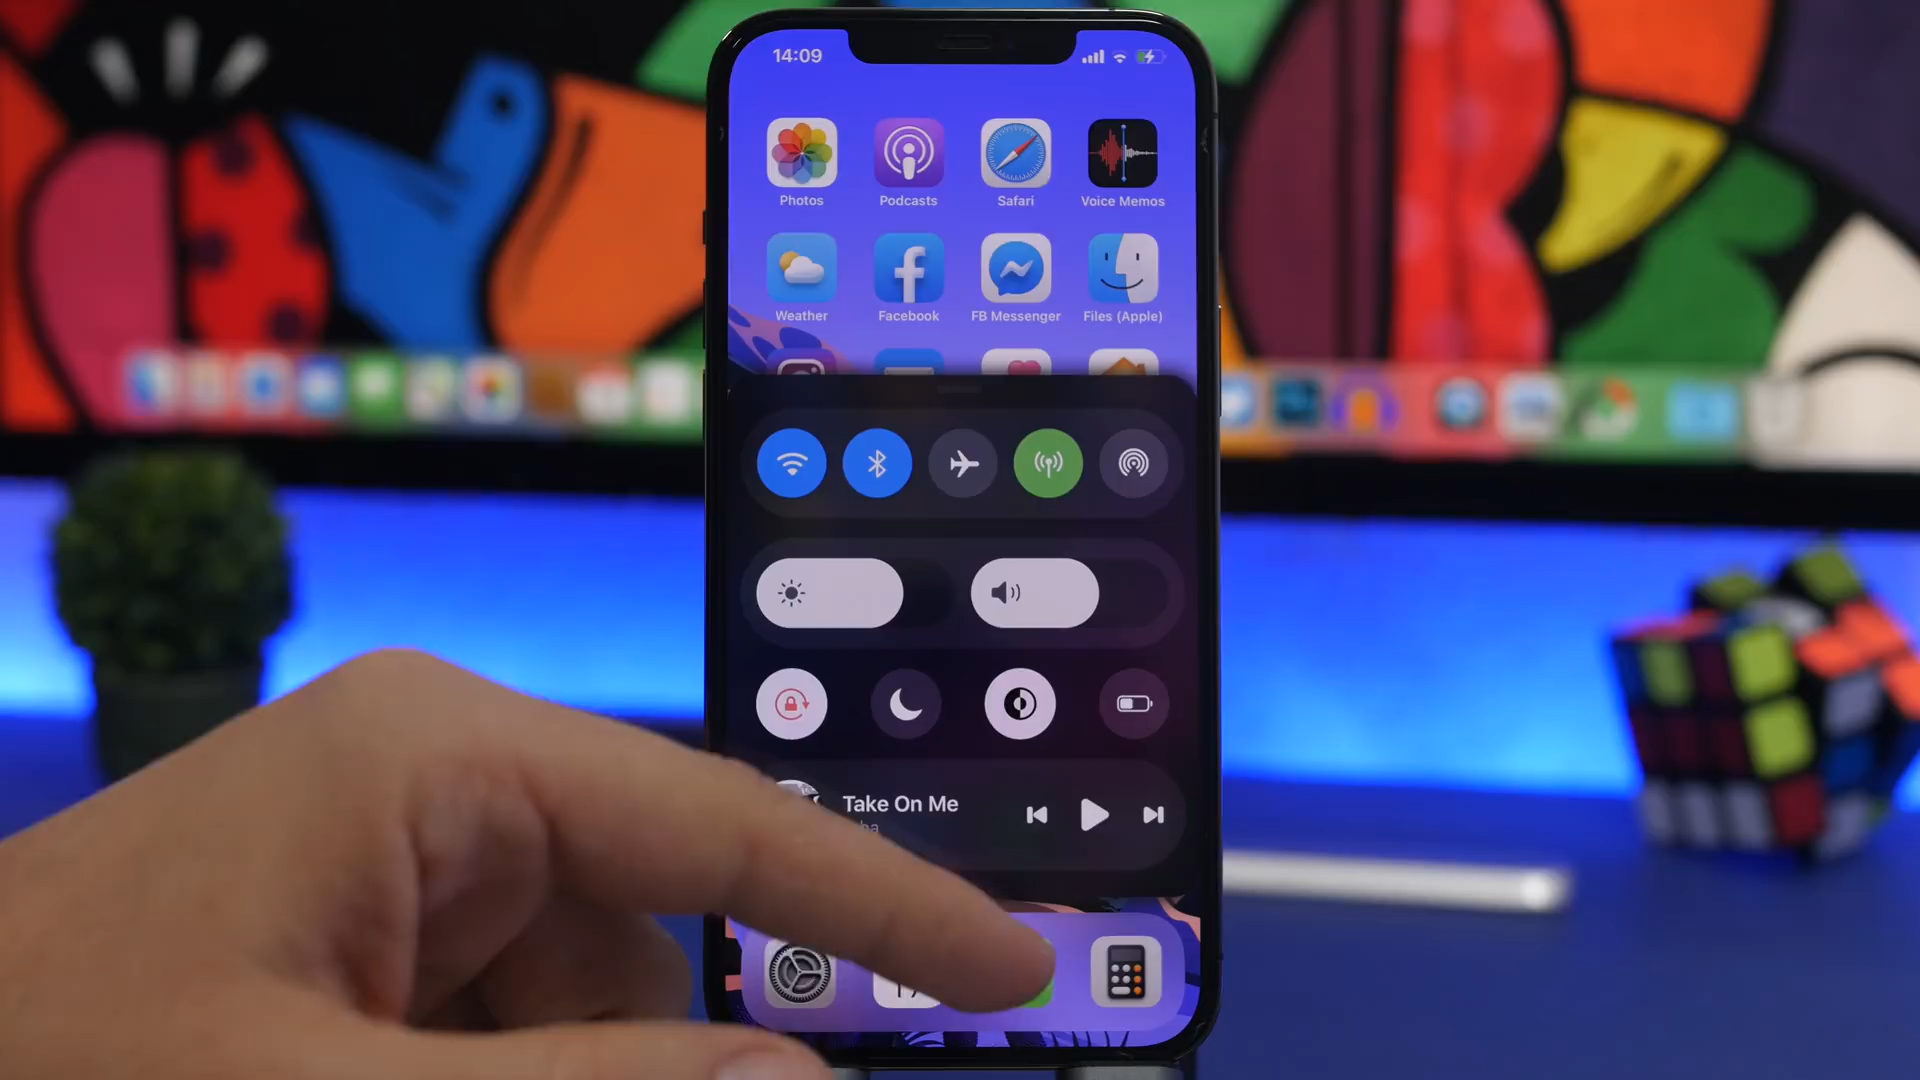 14:09
Photos
Podcasts
Safari
Voice Memos
Weather
Facebook
FB Messenger
Files (Apple)
Take On Me